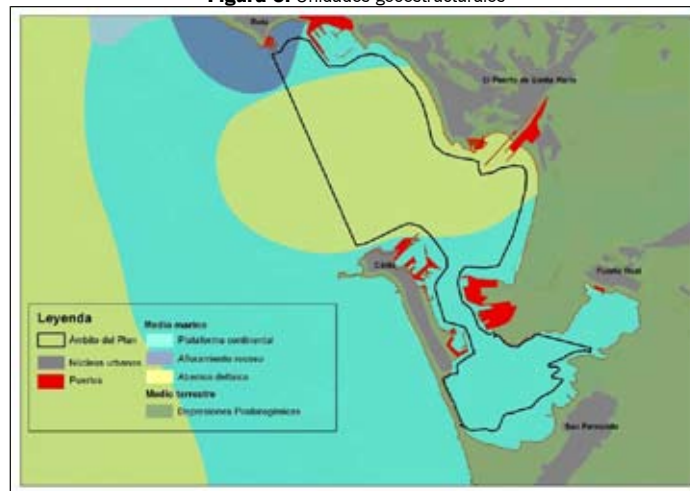 Figura 3. Unidades geoestructurales
Rota
El Puerto de Santa María
Cádiz
Puerto Real
San Fernando
Leyenda
Ámbito del Plan
Núcleos urbanos
Puertos
Medio marino
Plataforma continental
Afloramiento rocoso
Abanico deltaico
Medio terrestre
Depresiones Postorogénicas